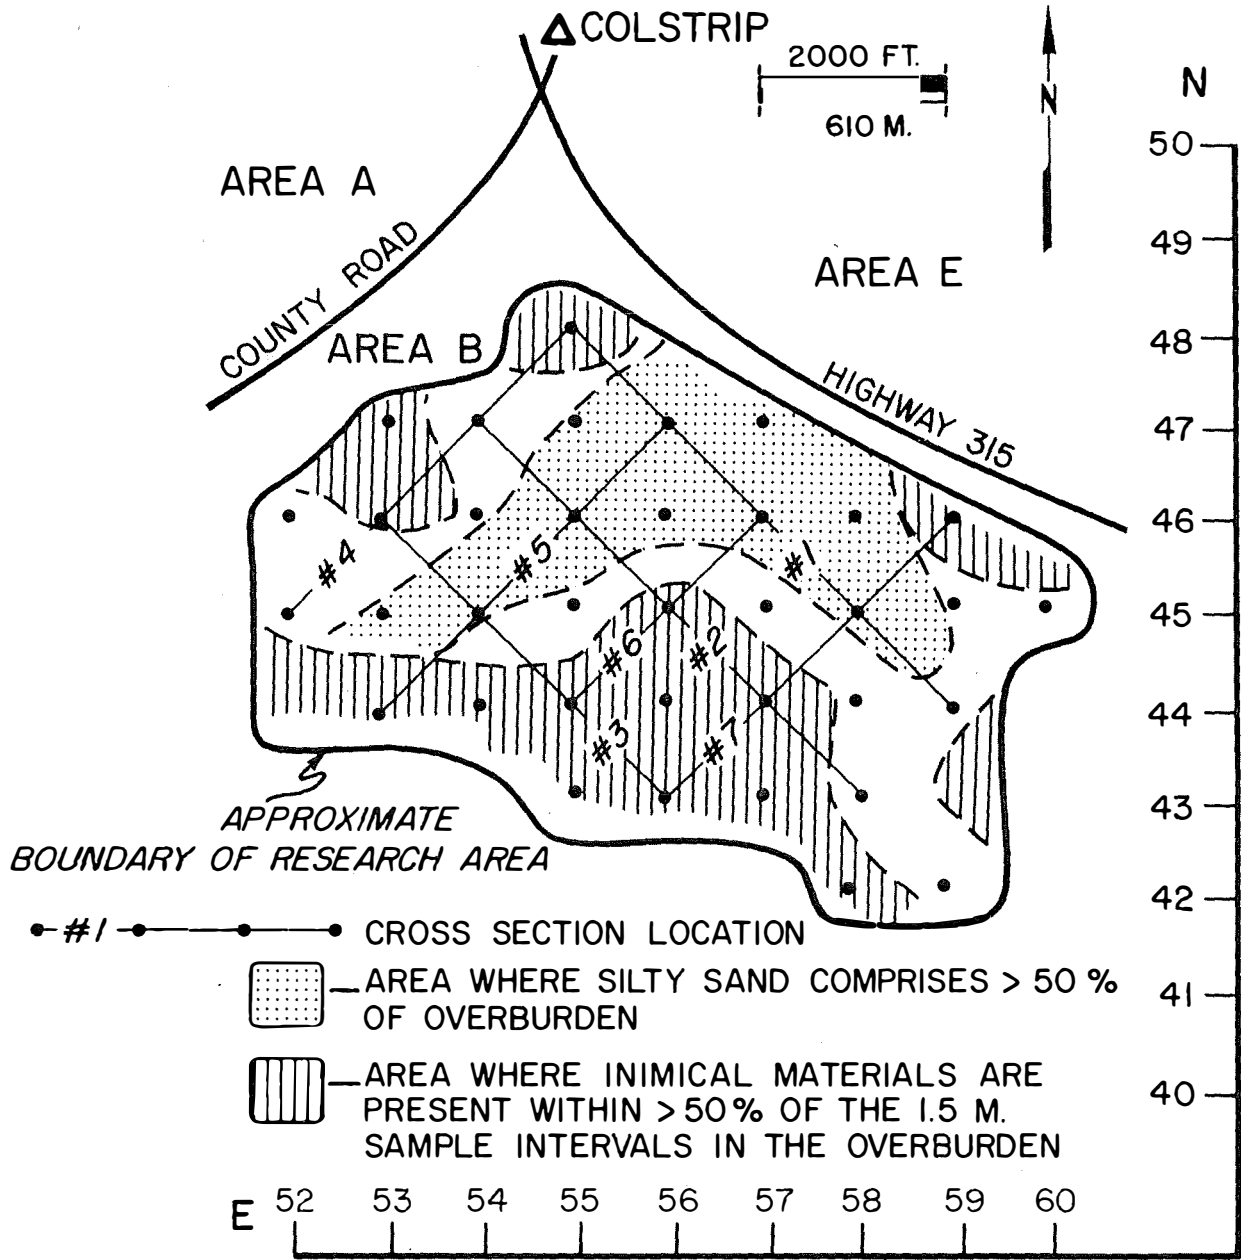 COLSTRIP
2000 FT.
610 M.
N
N
AREA A
COUNTY ROAD
AREA B
AREA E
HIGHWAY 315
50
49
48
47
46
45
44
43
42
41
40
#4
#5
#
#6
#2
#3
#7
APPROXIMATE
BOUNDARY OF RESEARCH AREA
#1
CROSS SECTION LOCATION
AREA WHERE SILTY SAND COMPRISES > 50 %
OF OVERBURDEN
AREA WHERE INIMICAL MATERIALS ARE
PRESENT WITHIN > 50 % OF THE 1.5 M.
SAMPLE INTERVALS IN THE OVERBURDEN
E 52 53 54 55 56 57 58 59 60